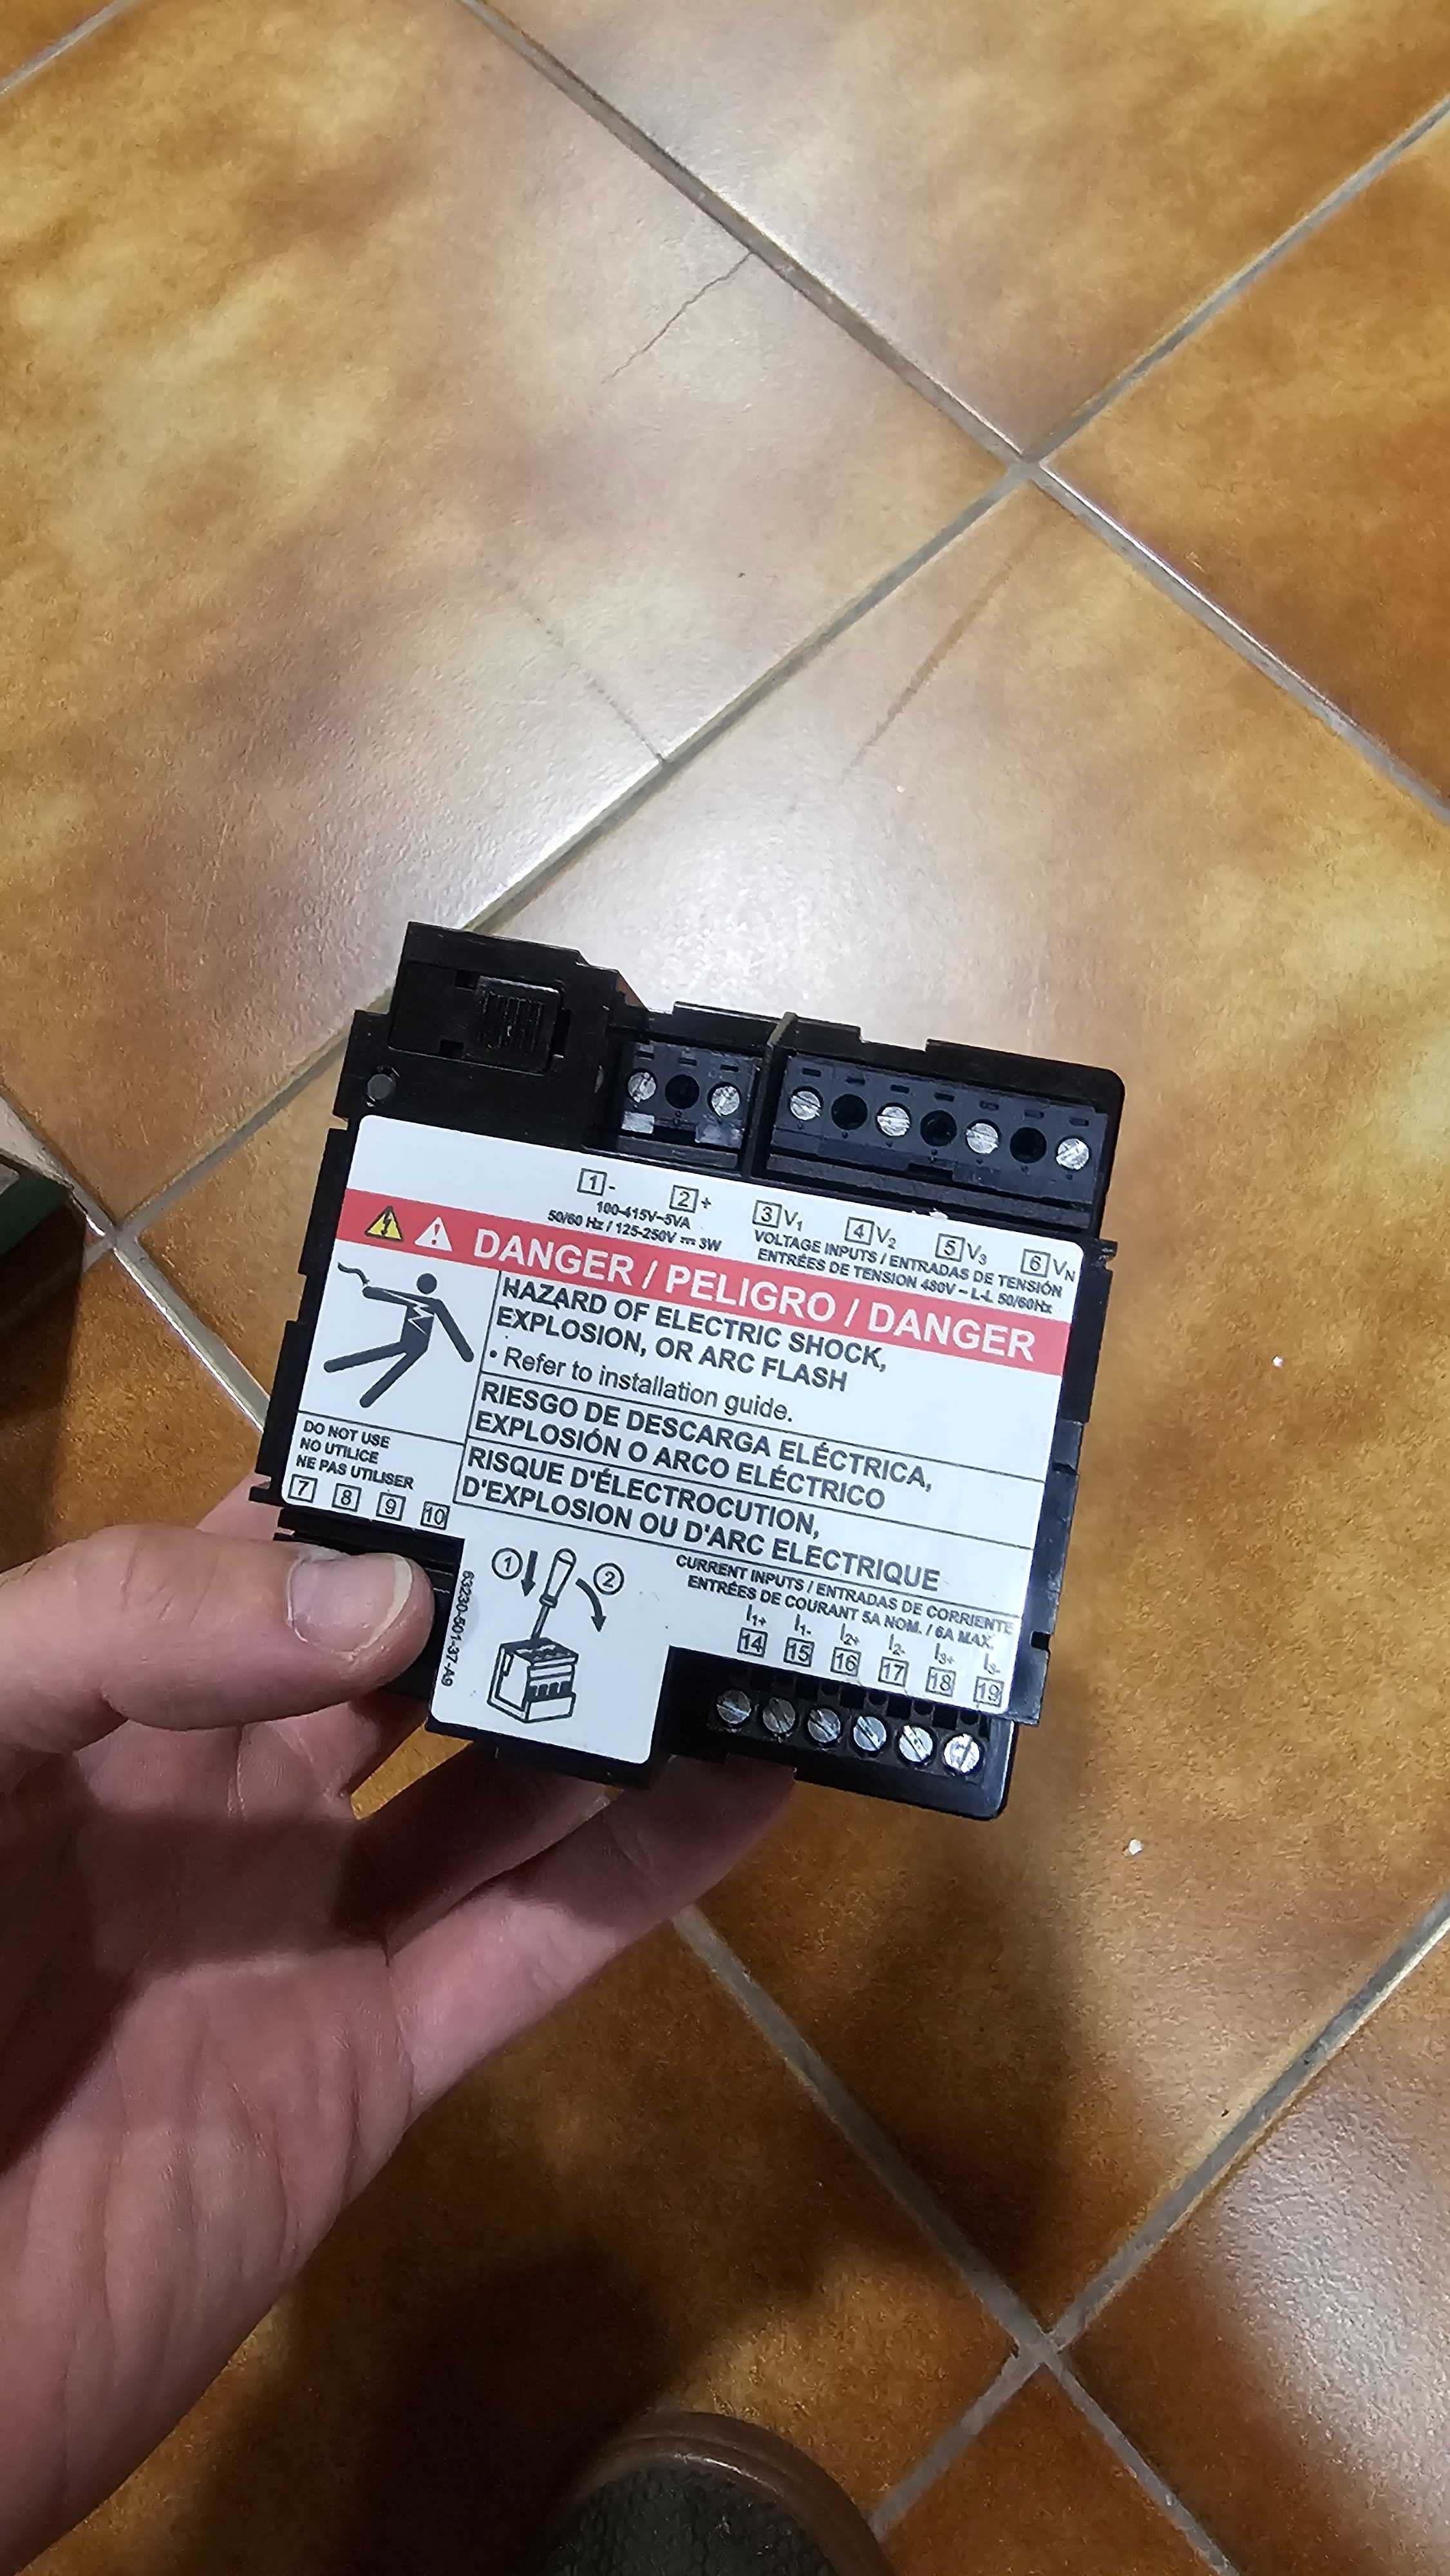 1 - 2 +
100-415V~5VA
50/60 Hz / 125-250V ⎓ 3W
3 V1 4 V2 5 V3 6 VN
VOLTAGE INPUTS / ENTRADAS DE TENSIÓN
ENTRÉES DE TENSION 480V ~ L-L 50/60Hz
DANGER / PELIGRO / DANGER
HAZARD OF ELECTRIC SHOCK,
EXPLOSION, OR ARC FLASH
• Refer to installation guide.
RIESGO DE DESCARGA ELÉCTRICA,
EXPLOSIÓN O ARCO ELÉCTRICO
RISQUE D'ÉLECTROCUTION,
D'EXPLOSION OU D'ARC ELECTRIQUE
DO NOT USE
NO UTILICE
NE PAS UTILISER
7 8 9 10
1 2
63230-501-37-A9
CURRENT INPUTS / ENTRADAS DE CORRIENTE
ENTRÉES DE COURANT 5A NOM. / 6A MAX.
I1+ I1- I2+ I2- I3+ I3-
14 15 16 17 18 19